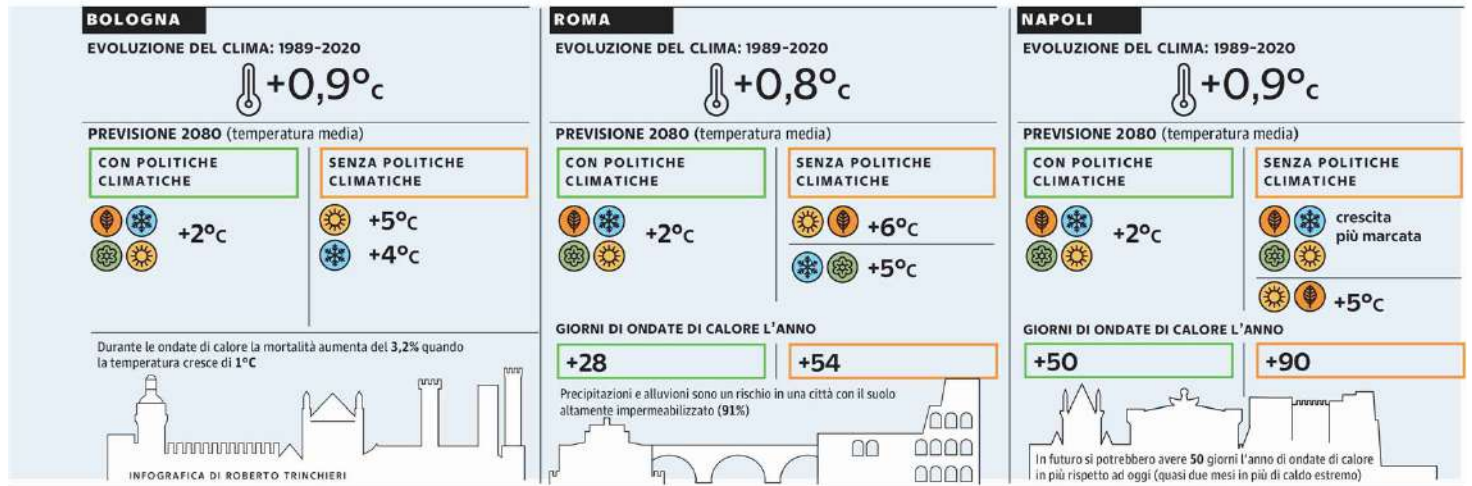 BOLOGNA
EVOLUZIONE DEL CLIMA: 1989-2020
+0,9°C
PREVISIONE 2080 (temperatura media)
CON POLITICHE
CLIMATICHE
+2°C
SENZA POLITICHE
CLIMATICHE
+5°C
+4°C
Durante le ondate di calore la mortalità aumenta del 3,2% quando
la temperatura cresce di 1°C
INFOGRAFICA DI ROBERTO TRINCHIERI
ROMA
EVOLUZIONE DEL CLIMA: 1989-2020
+0,8°C
PREVISIONE 2080 (temperatura media)
CON POLITICHE
CLIMATICHE
+2°C
SENZA POLITICHE
CLIMATICHE
+6°C
+5°C
GIORNI DI ONDATE DI CALORE L'ANNO
+28
+54
Precipitazioni e alluvioni sono un rischio in una città con il suolo
altamente impermeabilizzato (91%)
NAPOLI
EVOLUZIONE DEL CLIMA: 1989-2020
+0,9°C
PREVISIONE 2080 (temperatura media)
CON POLITICHE
CLIMATICHE
+2°C
SENZA POLITICHE
CLIMATICHE
crescita
più marcata
+5°C
GIORNI DI ONDATE DI CALORE L'ANNO
+50
+90
In futuro si potrebbero avere 50 giorni l'anno di ondate di calore
in più rispetto ad oggi (quasi due mesi in più di caldo estremo)